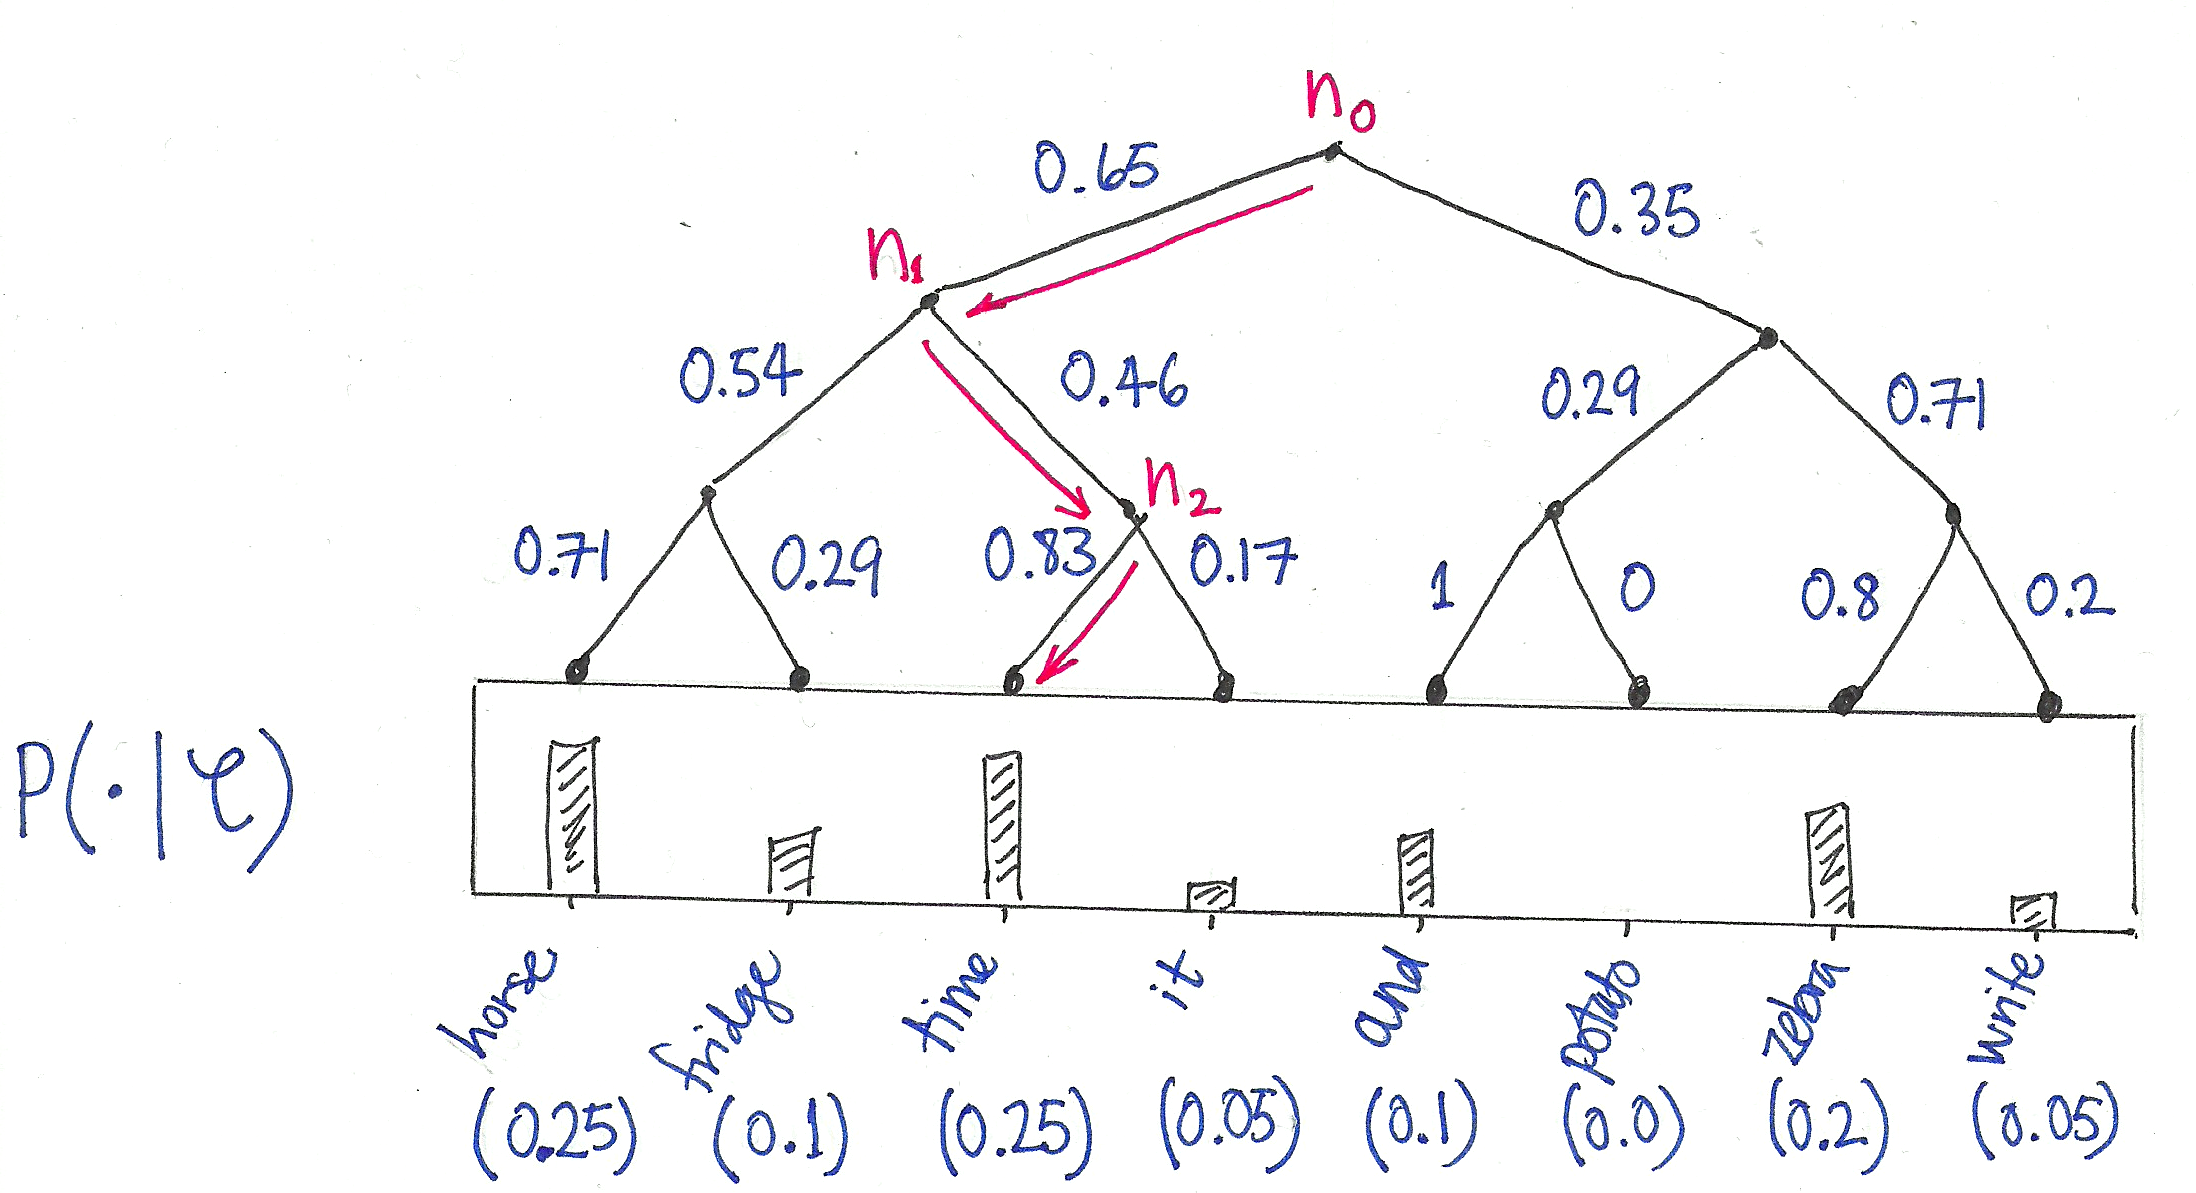 n0
0.65 0.35
n1
0.54 0.46 0.29 0.71
n2
0.71 0.29 0.83 0.17 1 0 0.8 0.2
P(·|τ)
horse fridge time it and potato zebra write
(0.25) (0.1) (0.25) (0.05) (0.1) (0.0) (0.2) (0.05)